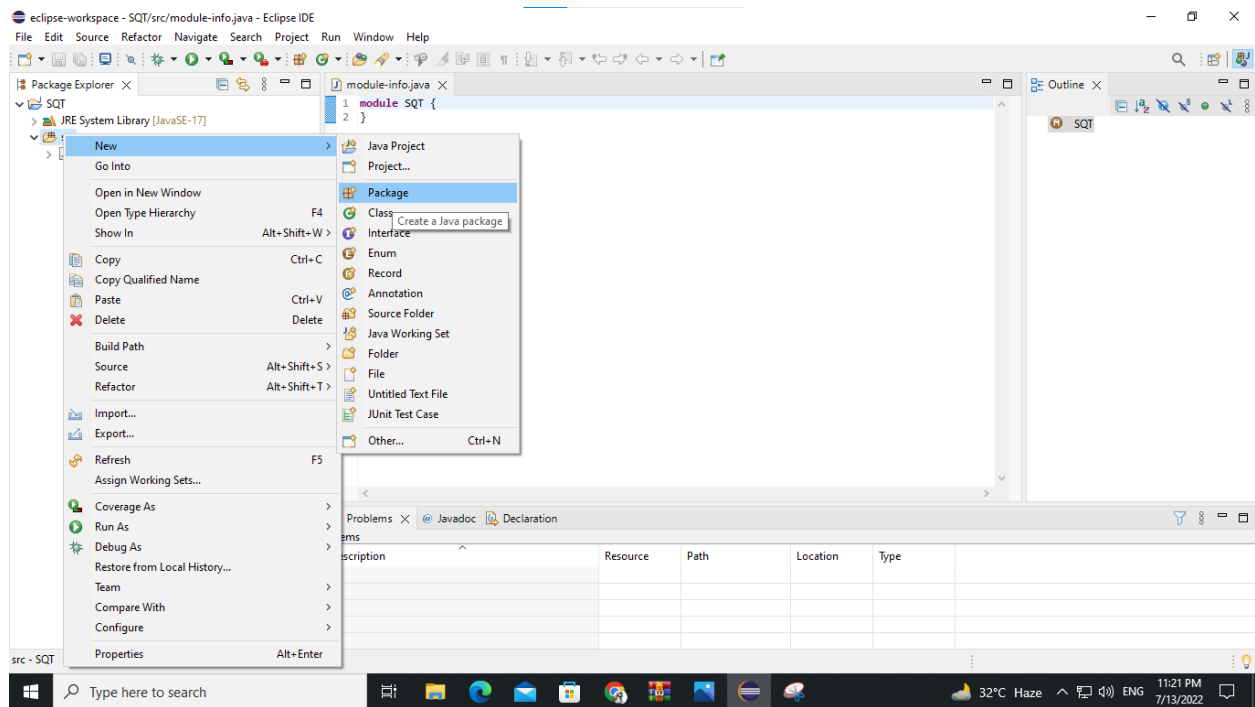 eclipse-workspace - SQT/src/module-info.java - Eclipse IDE
File Edit Source Refactor Navigate Search Project Run Window Help
Package Explorer
module-info.java
Outline
SQT
JRE System Library [JavaSE-17]
1 module SQT {
2 }
SQT
New
Go Into
Open in New Window
Open Type Hierarchy F4
Show In Alt+Shift+W >
Copy Ctrl+C
Copy Qualified Name
Paste Ctrl+V
Delete Delete
Build Path
Source Alt+Shift+S >
Refactor Alt+Shift+T >
Import...
Export...
Refresh F5
Assign Working Sets...
Coverage As
Run As
Debug As
Restore from Local History...
Team
Compare With
Configure
Properties Alt+Enter
Java Project
Project...
Package
Class
Create a Java package
Interface
Enum
Record
Annotation
Source Folder
Java Working Set
Folder
File
Untitled Text File
JUnit Test Case
Other... Ctrl+N
Problems @ Javadoc Declaration
ems
escription Resource Path Location Type
src - SQT
Type here to search
32°C Haze ENG 11:21 PM
7/13/2022